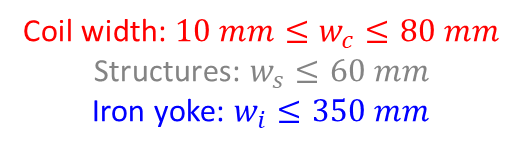 Coil width: 10 mm ≤ w_c ≤ 80 mm
Structures: w_s ≤ 60 mm
Iron yoke: w_i ≤ 350 mm